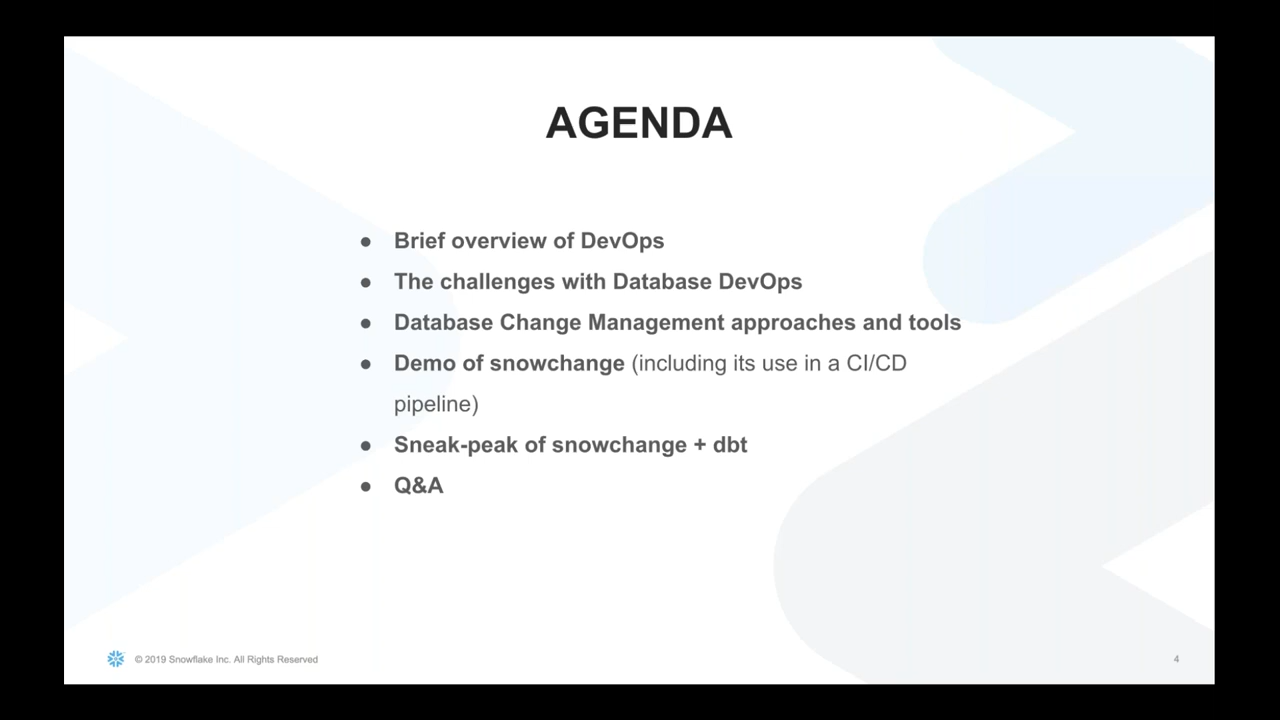 AGENDA
● Brief overview of DevOps
● The challenges with Database DevOps
● Database Change Management approaches and tools
● Demo of snowchange (including its use in a CI/CD
pipeline)
● Sneak-peak of snowchange + dbt
● Q&A
© 2019 Snowflake Inc. All Rights Reserved
4